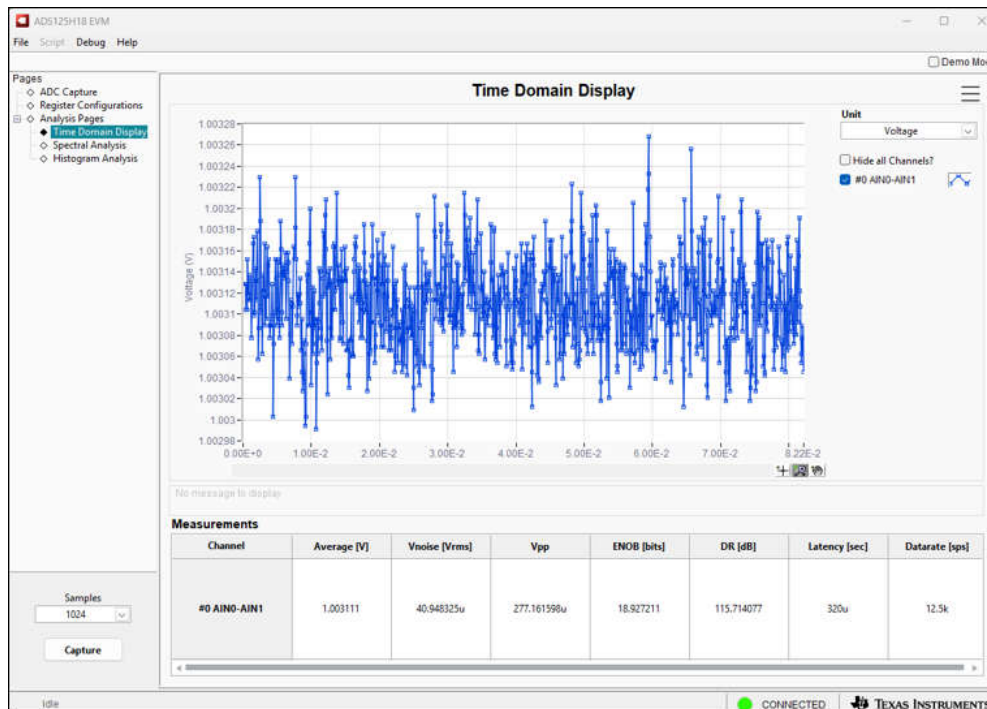 ADS125H18 EVM
File Script Debug Help
Demo Mo
Pages
ADC Capture
Register Configurations
Analysis Pages
Time Domain Display
Spectral Analysis
Histogram Analysis
Time Domain Display
Unit
Voltage
Hide all Channels?
#0 AIN0-AIN1
Voltage (V)
1.00328
1.00326
1.00324
1.00322
1.0032
1.00318
1.00316
1.00314
1.00312
1.0031
1.00308
1.00306
1.00304
1.00302
1.003
1.00298
0.00E+0 1.00E-2 2.00E-2 3.00E-2 4.00E-2 5.00E-2 6.00E-2 7.00E-2 8.22E-2
No message to display
Measurements
Channel Average [V] Vnoise [Vrms] Vpp ENOB [bits] DR [dB] Latency [sec] Datarate [sps]
#0 AIN0-AIN1 1.003111 40.948325u 277.161598u 18.927211 115.714077 320u 12.5k
Samples
1024
Capture
Idle
CONNECTED
TEXAS INSTRUMENTS